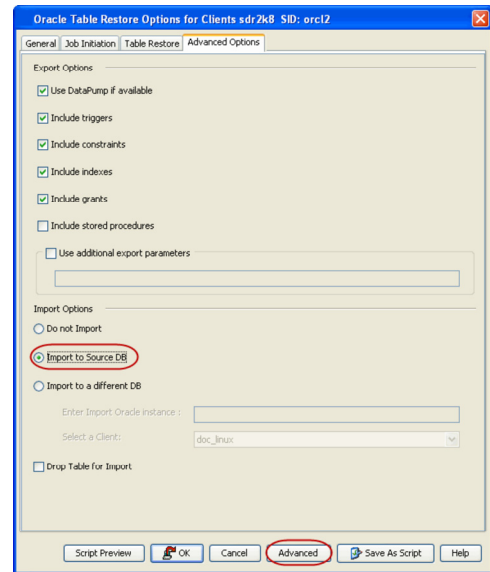 Oracle Table Restore Options for Clients sdr2k8 SID: orcl2
General Job Initiation Table Restore Advanced Options
Export Options
Use DataPump if available
Include triggers
Include constraints
Include indexes
Include grants
Include stored procedures
Use additional export parameters
Import Options
Do not Import
Import to Source DB
Import to a different DB
Enter Import Oracle instance :
Select a Client: doc_linux
Drop Table for Import
Script Preview OK Cancel Advanced Save As Script Help